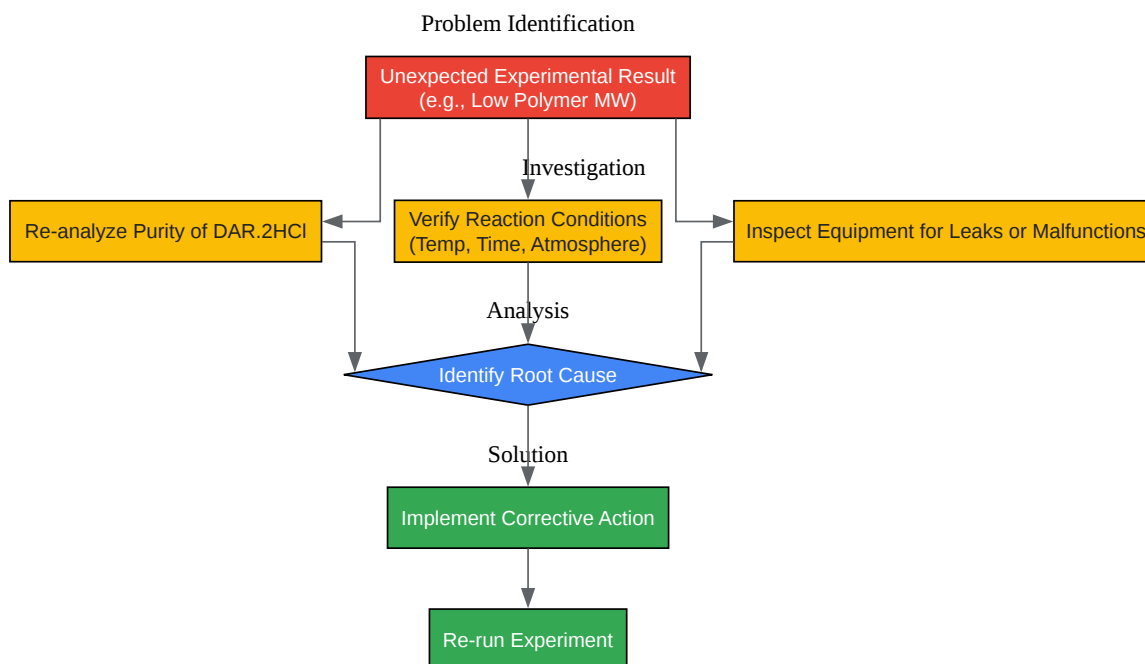 Problem Identification
Unexpected Experimental Result
(e.g., Low Polymer MW)
Investigation
Re-analyze Purity of DAR.2HCl
Verify Reaction Conditions
(Temp, Time, Atmosphere)
Inspect Equipment for Leaks or Malfunctions
Analysis
Identify Root Cause
Solution
Implement Corrective Action
Re-run Experiment